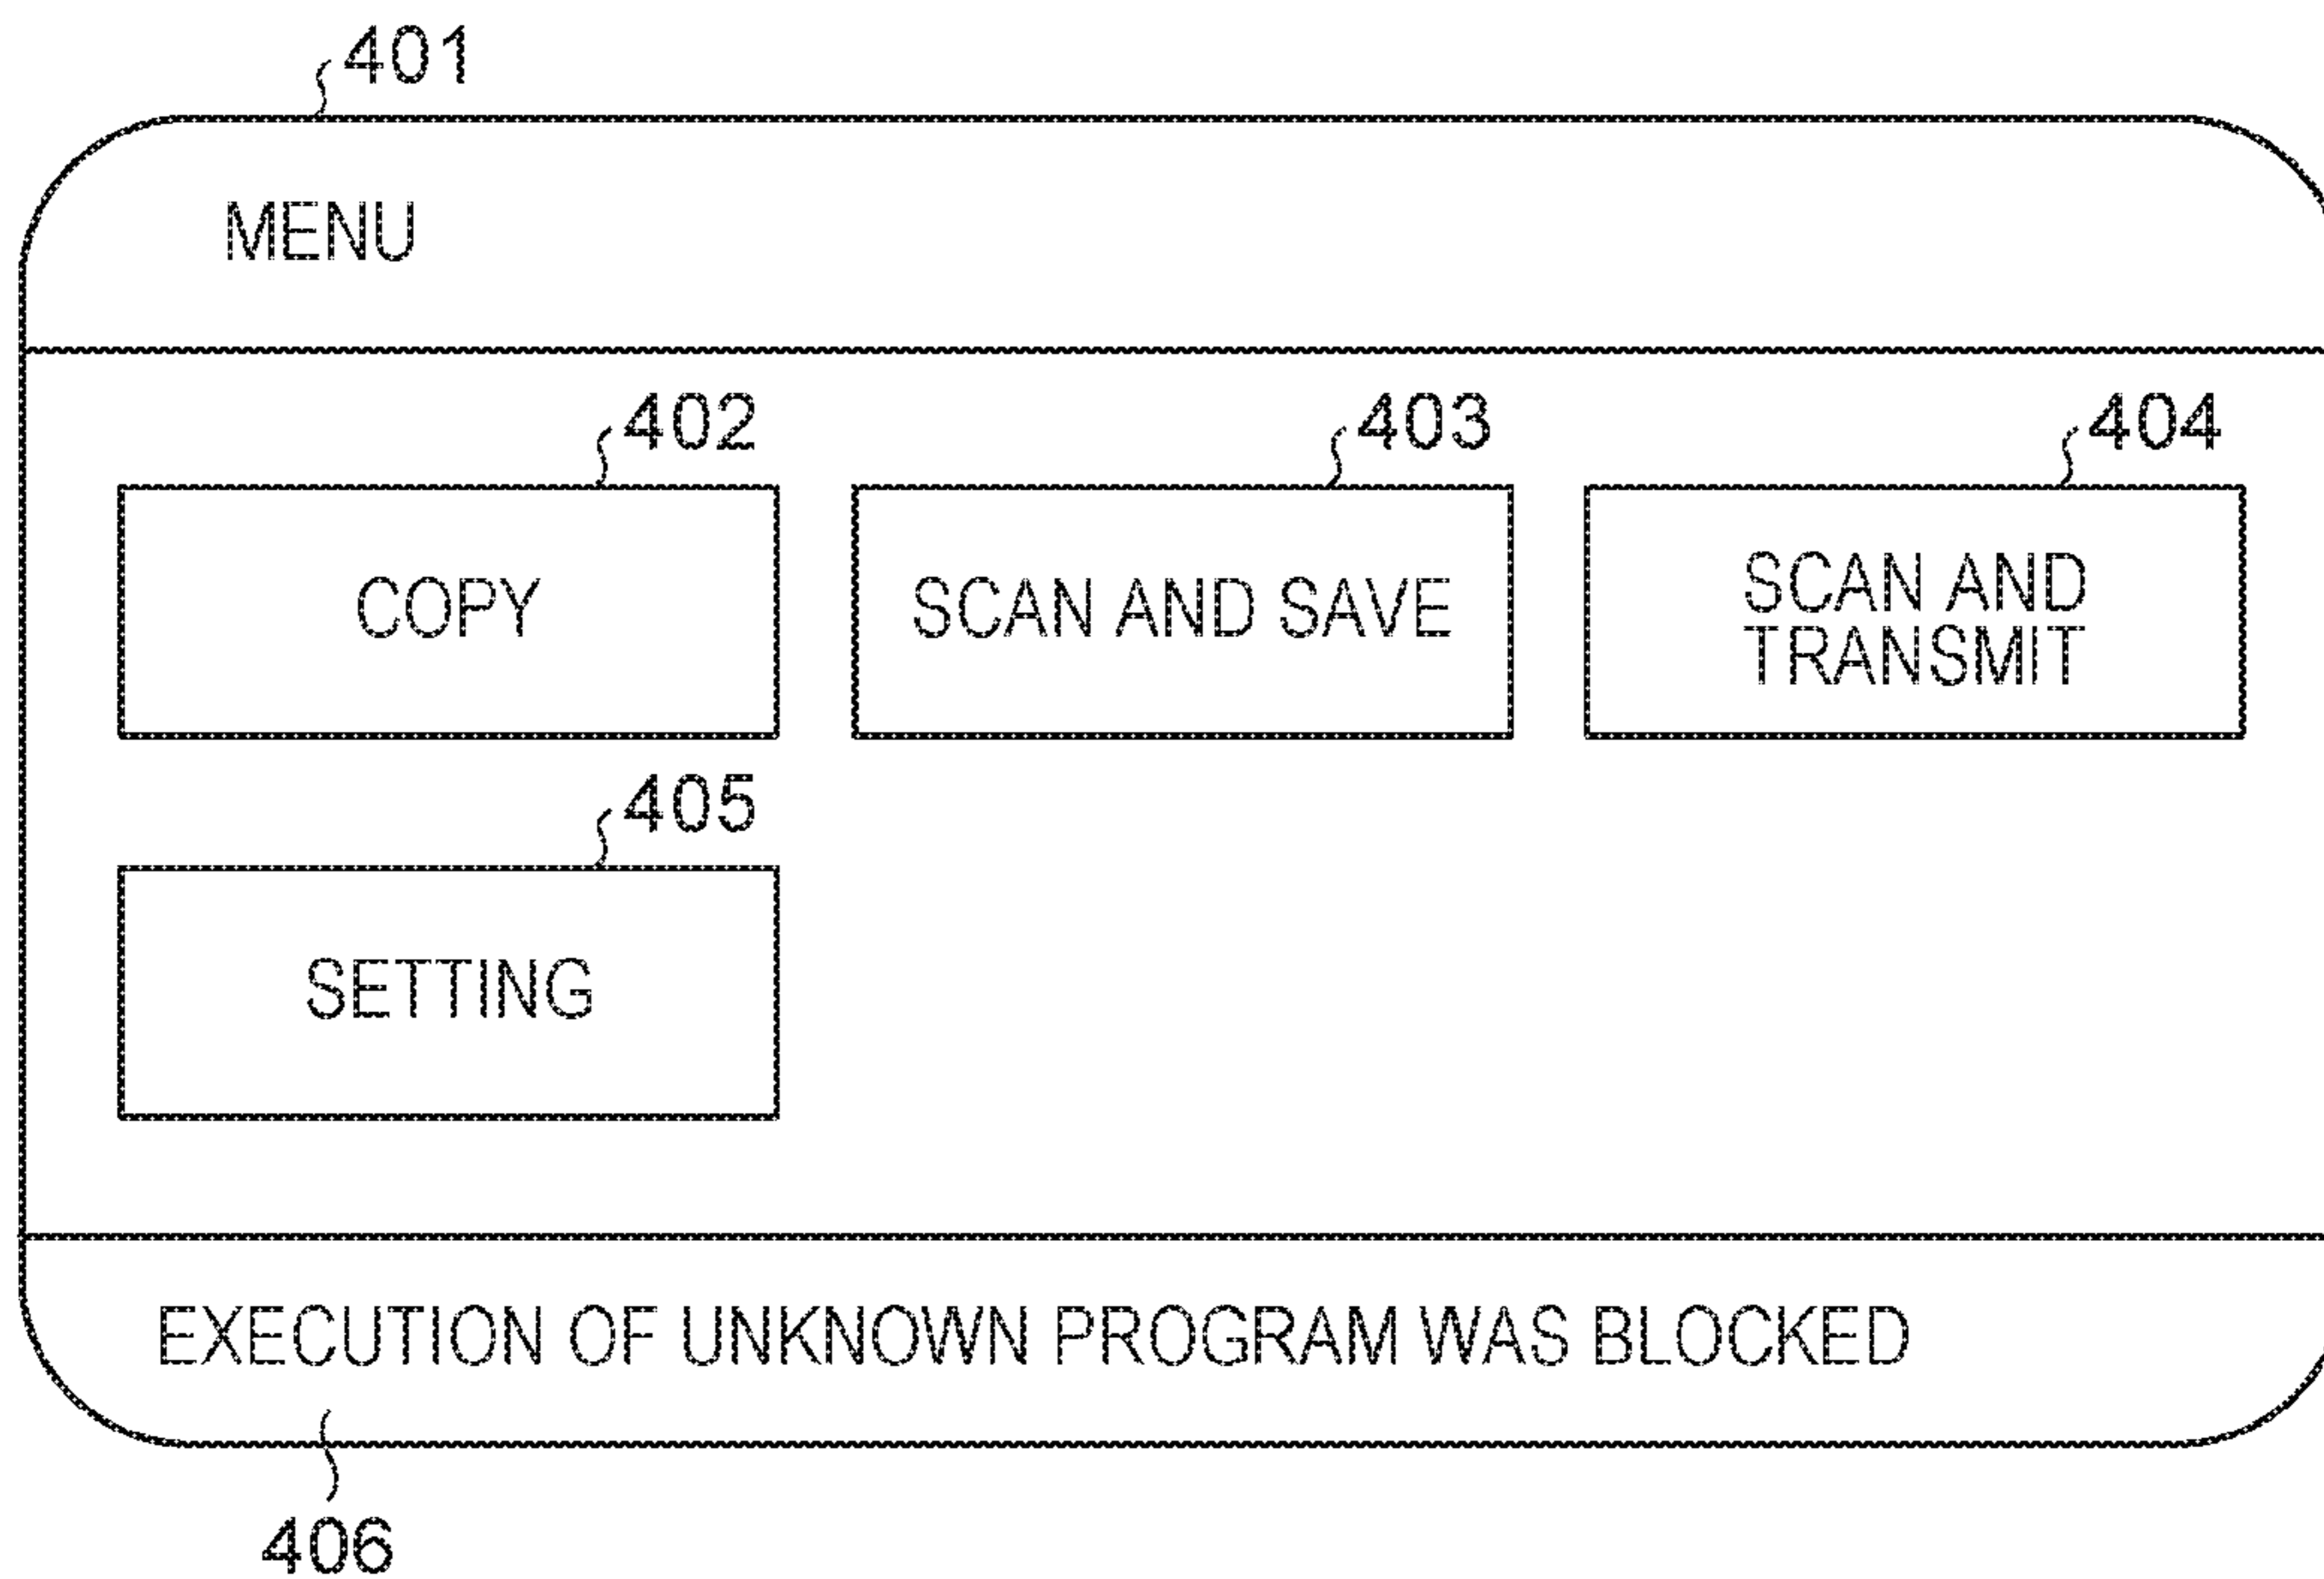 401
MENU
402
403
404
COPY
SCAN AND SAVE
SCAN AND
TRANSMIT
405
SETTING
EXECUTION OF UNKNOWN PROGRAM WAS BLOCKED
406